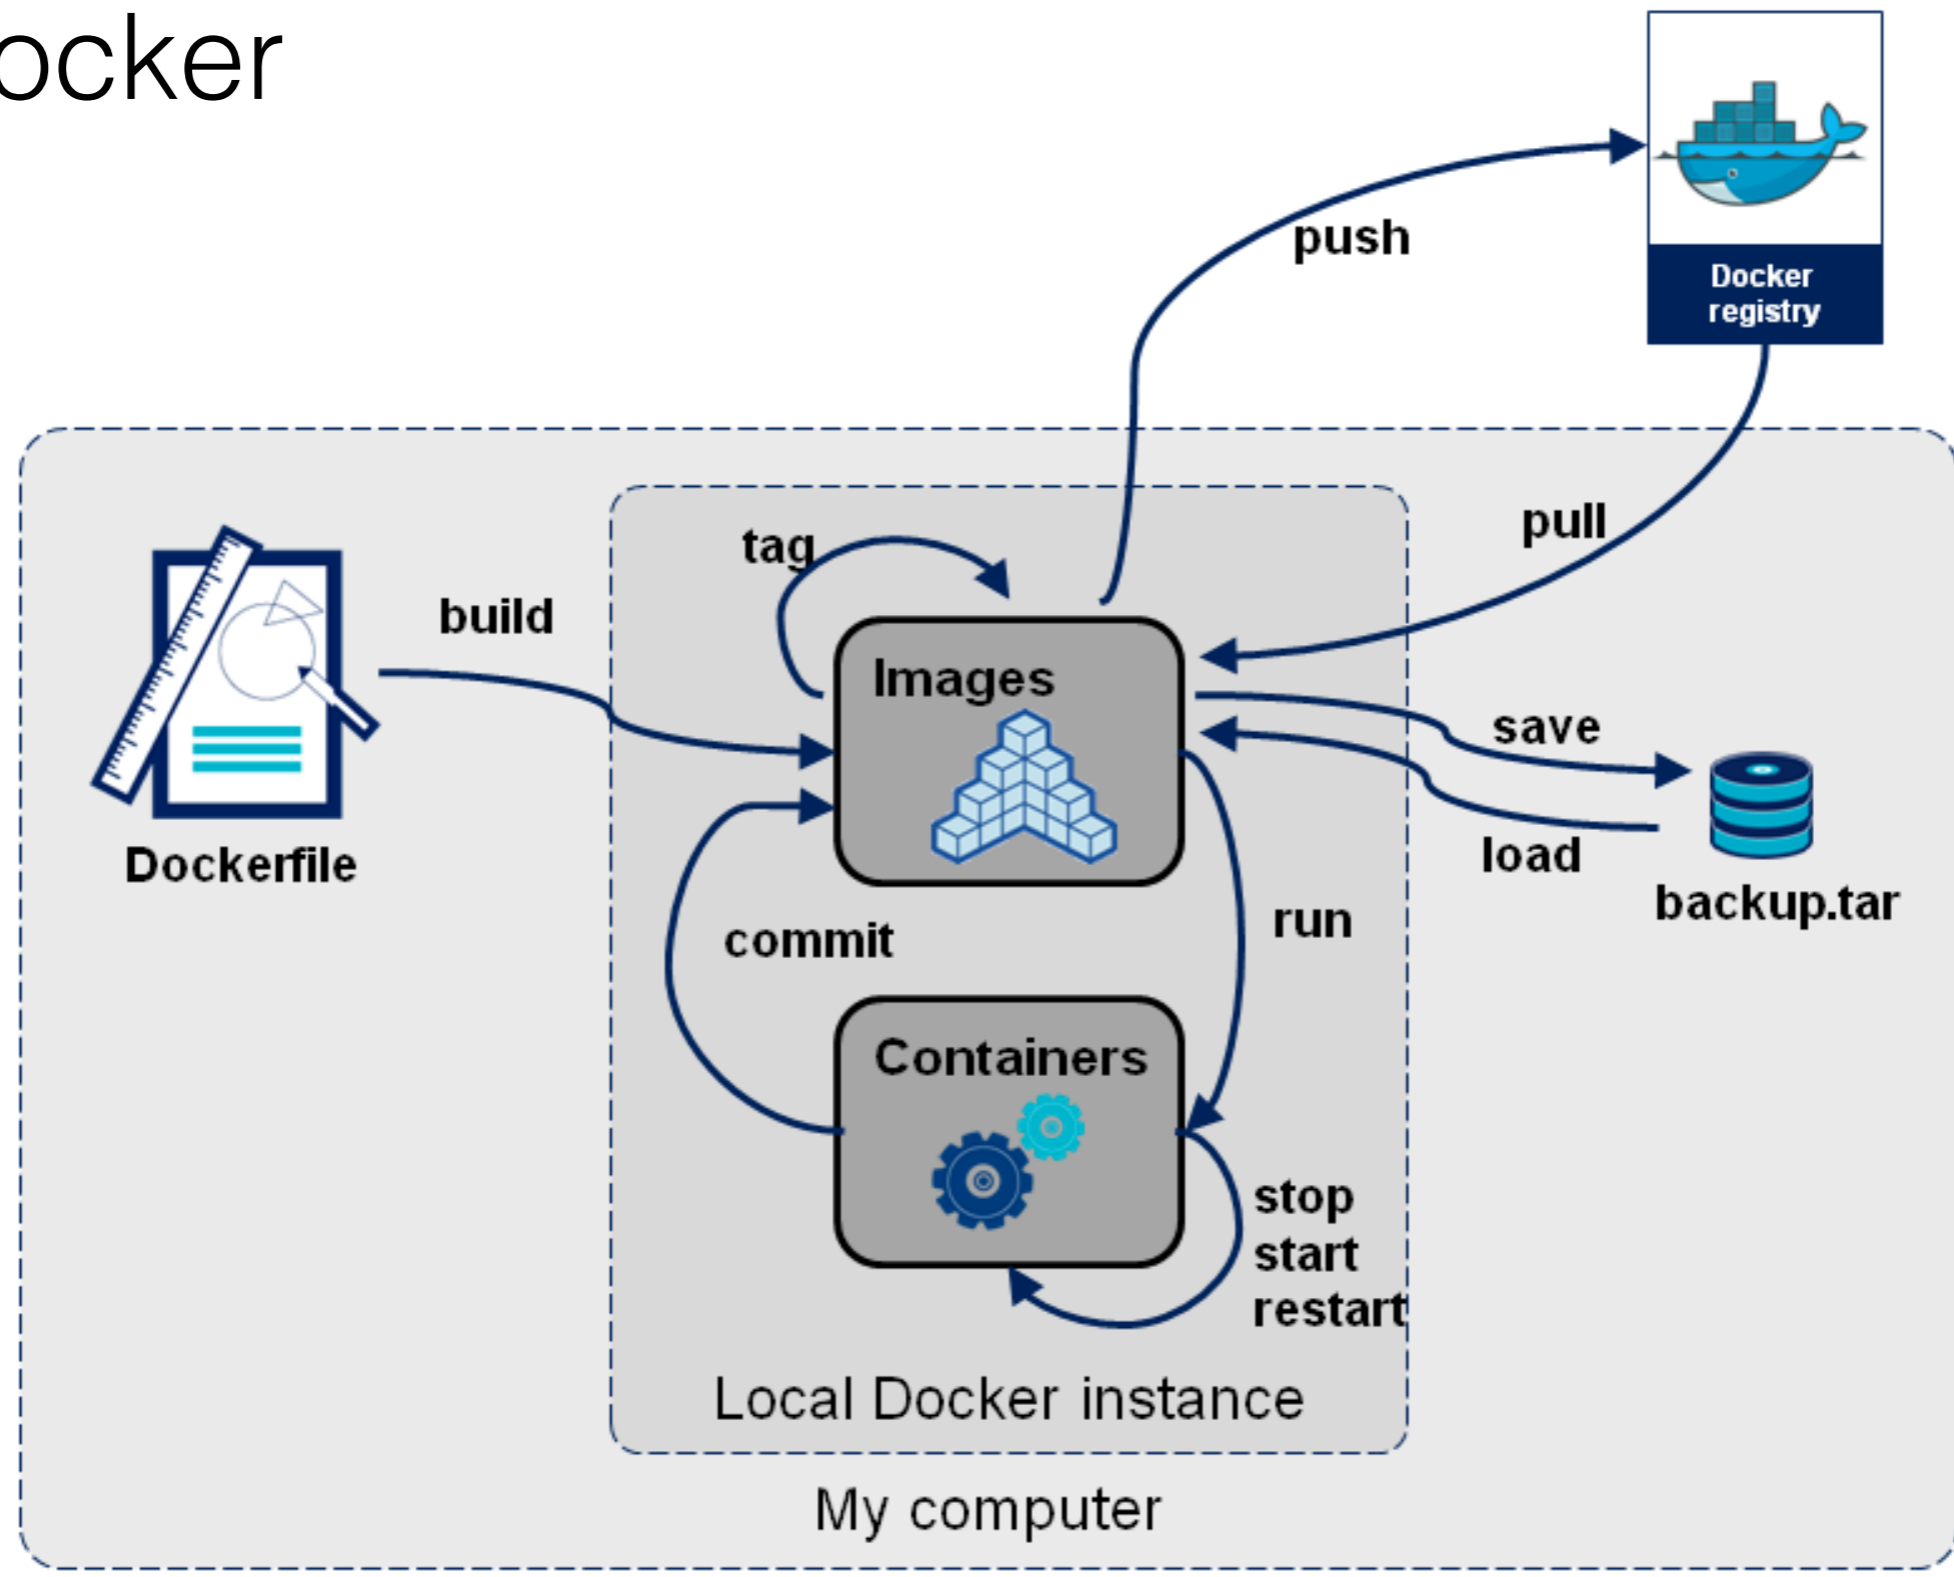 ocker
push
Docker
registry
pull
tag
build
Images
save
load
Dockerfile
backup.tar
run
commit
Containers
stop
start
restart
Local Docker instance
My computer